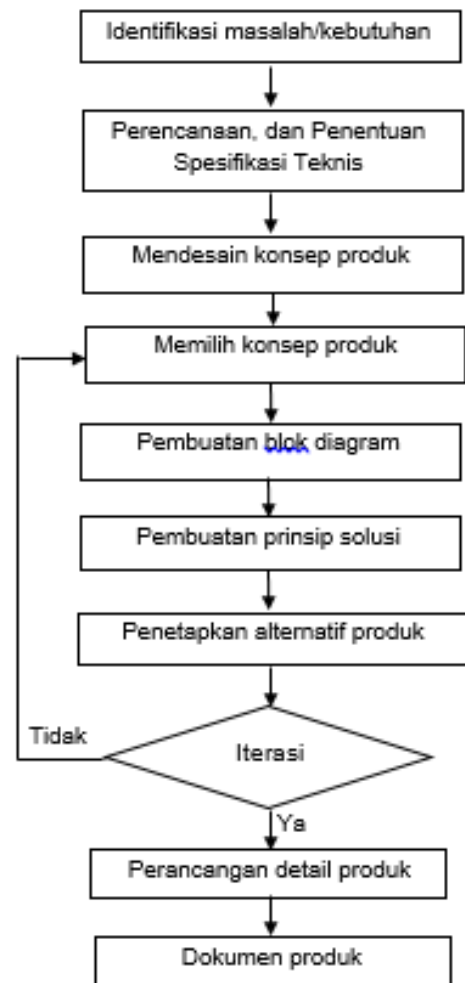 Identifikasi masalah/kebutuhan
Perencanaan, dan Penentuan
Spesifikasi Teknis
Mendesain konsep produk
Memilih konsep produk
Pembuatan blok diagram
Pembuatan prinsip solusi
Penetapkan alternatif produk
Tidak
Iterasi
Ya
Perancangan detail produk
Dokumen produk